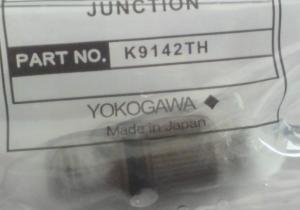 JUNCTION
PART NO. K9142TH
YOKOGAWA
Made in Japan